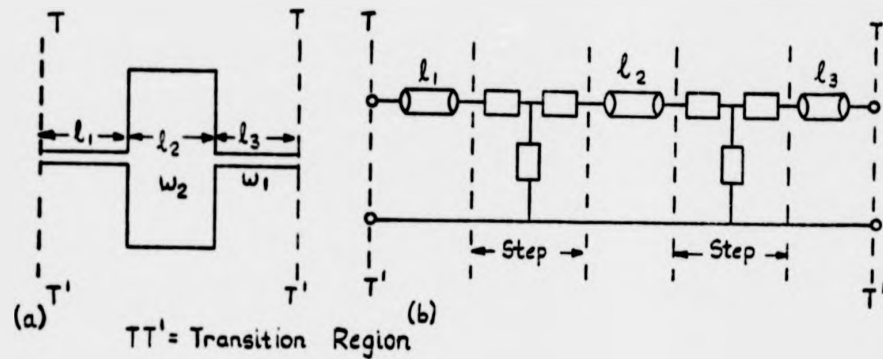 T T
l1 l2 l3
w2 w1
T' T'
(a)
T T
l1 l2 l3
Step Step
T' T'
(b)
TT' = Transition Region